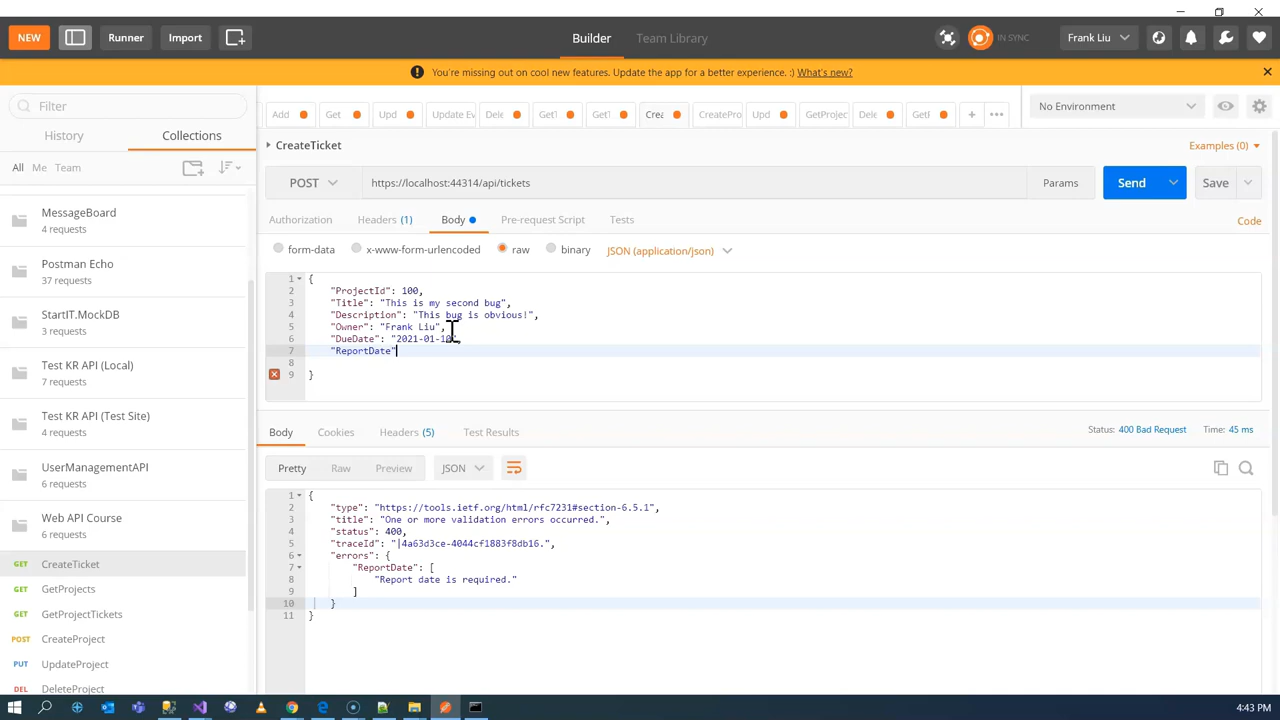 NEW
Runner
Import
Builder
Team Library
IN SYNC
Frank Liu
You're missing out on cool new features. Update the app for a better experience. :) What's new?
Filter
History
Collections
All Me Team
MessageBoard
4 requests
Postman Echo
37 requests
StartIT.MockDB
3 requests
Test KR API (Local)
7 requests
Test KR API (Test Site)
4 requests
UserManagementAPI
6 requests
Web API Course
6 requests
GET CreateTicket
GET GetProjects
GET GetProjectTickets
POST CreateProject
PUT UpdateProject
DEL DeleteProject
Add Get Upd Update Ev Dele GetT GetT Crea CreatePro Upd GetProjec Dele GetF + •••
No Environment
CreateTicket
Examples (0)
POST https://localhost:44314/api/tickets
Params
Send
Save
Authorization Headers (1) Body Pre-request Script Tests
Code
form-data x-www-form-urlencoded raw binary JSON (application/json)
1 {
2 "ProjectId": 100,
3 "Title": "This is my second bug",
4 "Description": "This bug is obvious!",
5 "Owner": "Frank Liu",
6 "DueDate": "2021-01-10",
7 "ReportDate"
8
9 }
Body Cookies Headers (5) Test Results
Status: 400 Bad Request Time: 45 ms
Pretty Raw Preview JSON
1 {
2 "type": "https://tools.ietf.org/html/rfc7231#section-6.5.1",
3 "title": "One or more validation errors occurred.",
4 "status": 400,
5 "traceId": "|4a63d3ce-4044cf1883f8db16.",
6 "errors": {
7 "ReportDate": [
8 "Report date is required."
9 ]
10 }
11 }
4:43 PM